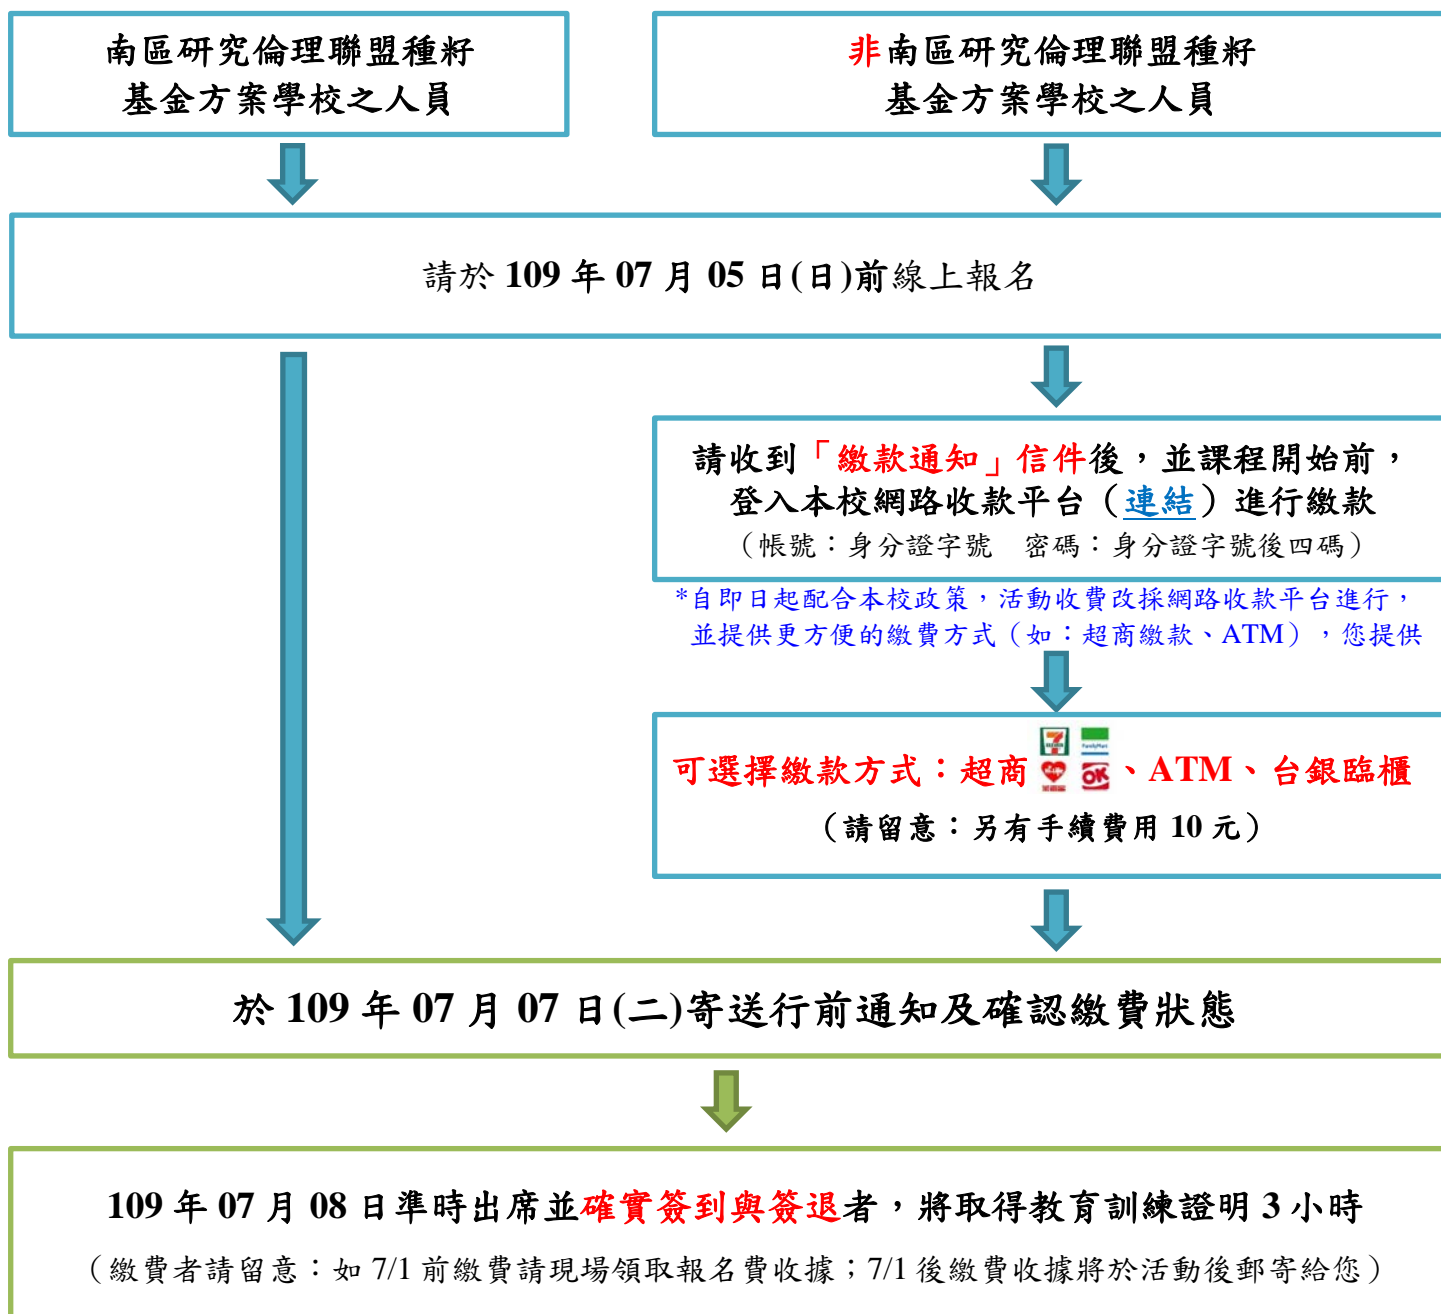 南區研究倫理聯盟種籽
基金方案學校之人員
非南區研究倫理聯盟種籽
基金方案學校之人員
請於 109 年 07 月 05 日(日)前線上報名
請收到「繳款通知」信件後，並課程開始前，
登入本校網路收款平台（連結）進行繳款
（帳號：身分證字號　密碼：身分證字號後四碼）
*自即日起配合本校政策，活動收費改採網路收款平台進行，
並提供更方便的繳費方式（如：超商繳款、ATM），您提供
可選擇繳款方式：超商、ATM、台銀臨櫃
7
FamilyMart
OK
（請留意：另有手續費用 10 元）
於 109 年 07 月 07 日(二)寄送行前通知及確認繳費狀態
109 年 07 月 08 日準時出席並確實簽到與簽退者，將取得教育訓練證明 3 小時
（繳費者請留意：如 7/1 前繳費請現場領取報名費收據；7/1 後繳費收據將於活動後郵寄給您）